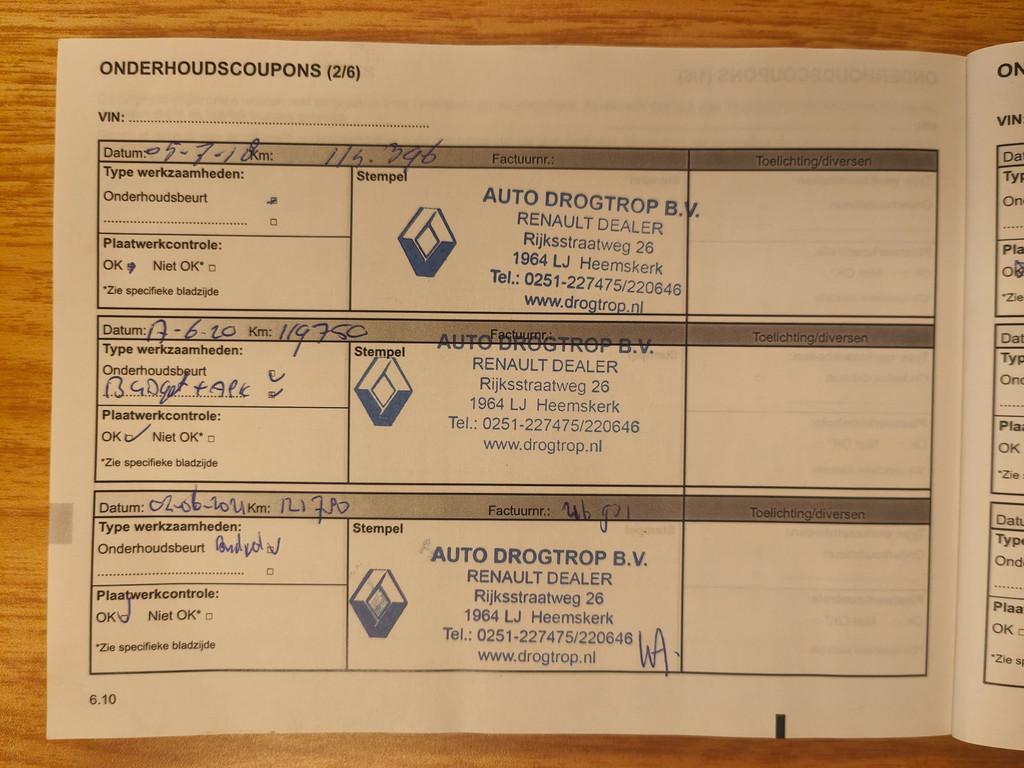 ONDERHOUDSCOUPONS (2/6)
VIN:
Datum: 05-7-18 Km: 115.396 Factuurnr.: Toelichting/diversen
Type werkzaamheden:
Onderhoudsbeurt
Plaatwerkcontrole:
OK Niet OK*
*Zie specifieke bladzijde
Stempel
AUTO DROGTROP B.V.
RENAULT DEALER
Rijksstraatweg 26
1964 LJ Heemskerk
Tel.: 0251-227475/220646
www.drogtrop.nl
Datum: 17-6-20 Km: 119750 Factuurnr.: Toelichting/diversen
Type werkzaamheden:
Onderhoudsbeurt
+ APK
Plaatwerkcontrole:
OK Niet OK*
*Zie specifieke bladzijde
Stempel
AUTO DROGTROP B.V.
RENAULT DEALER
Rijksstraatweg 26
1964 LJ Heemskerk
Tel.: 0251-227475/220646
www.drogtrop.nl
Datum: 02-06-2021 Km: 121790 Factuurnr.: Toelichting/diversen
Type werkzaamheden:
Onderhoudsbeurt
Plaatwerkcontrole:
OK Niet OK*
*Zie specifieke bladzijde
Stempel
AUTO DROGTROP B.V.
RENAULT DEALER
Rijksstraatweg 26
1964 LJ Heemskerk
Tel.: 0251-227475/220646
www.drogtrop.nl
6.10
VIN: